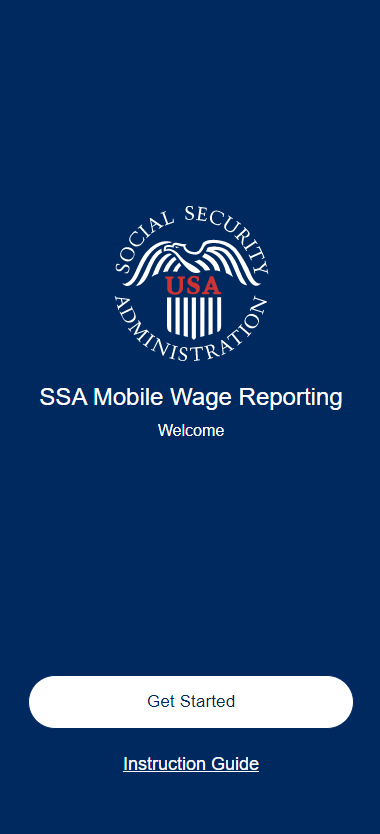 SOCIAL SECURITY
USA
ADMINISTRATION
SSA Mobile Wage Reporting
Welcome
Get Started
Instruction Guide